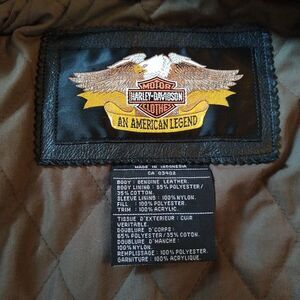 MOTOR
HARLEY-DAVIDSON
CLOTHES
AN AMERICAN LEGEND
MADE IN INDONESIA
CA 03402
BODY : GENUINE LEATHER.
BODY LINING : 65% POLYESTER/
35% COTTON.
SLEEVE LINING : 100% NYLON.
FILL : 100% POLYESTER.
TRIM : 100% ACRYLIC.
TISSUE D'EXTERIEUR : CUIR
VERITABLE.
DOUBLURE D'CORPS :
65% POLYESTER/ 35% COTON.
DOUBLURE D'MANCHE :
100% NYLON.
REMPLISSAGE : 100% POLYESTER.
GARNITURE : 100% ACRYLIQUE.